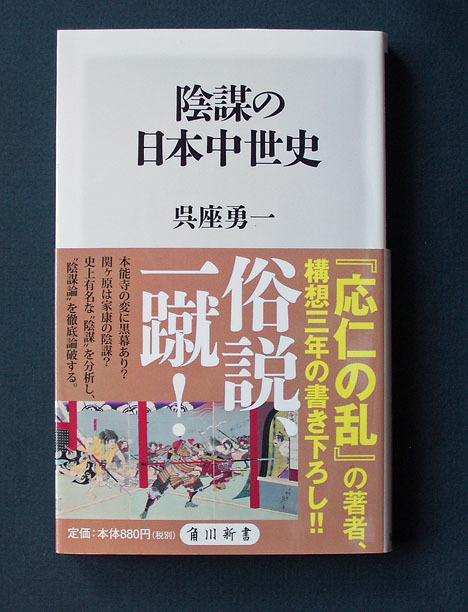 陰謀の
日本中世史
呉座勇一
『応仁の乱』の著者、
構想三年の書き下ろし!!
俗説、
一蹴!
本能寺の変に黒幕あり?
関ヶ原は家康の陰謀?
史上有名な〝陰謀〟を分析し、
〝陰謀論〟を徹底論破する。
定価:本体880円(税別)
角川新書